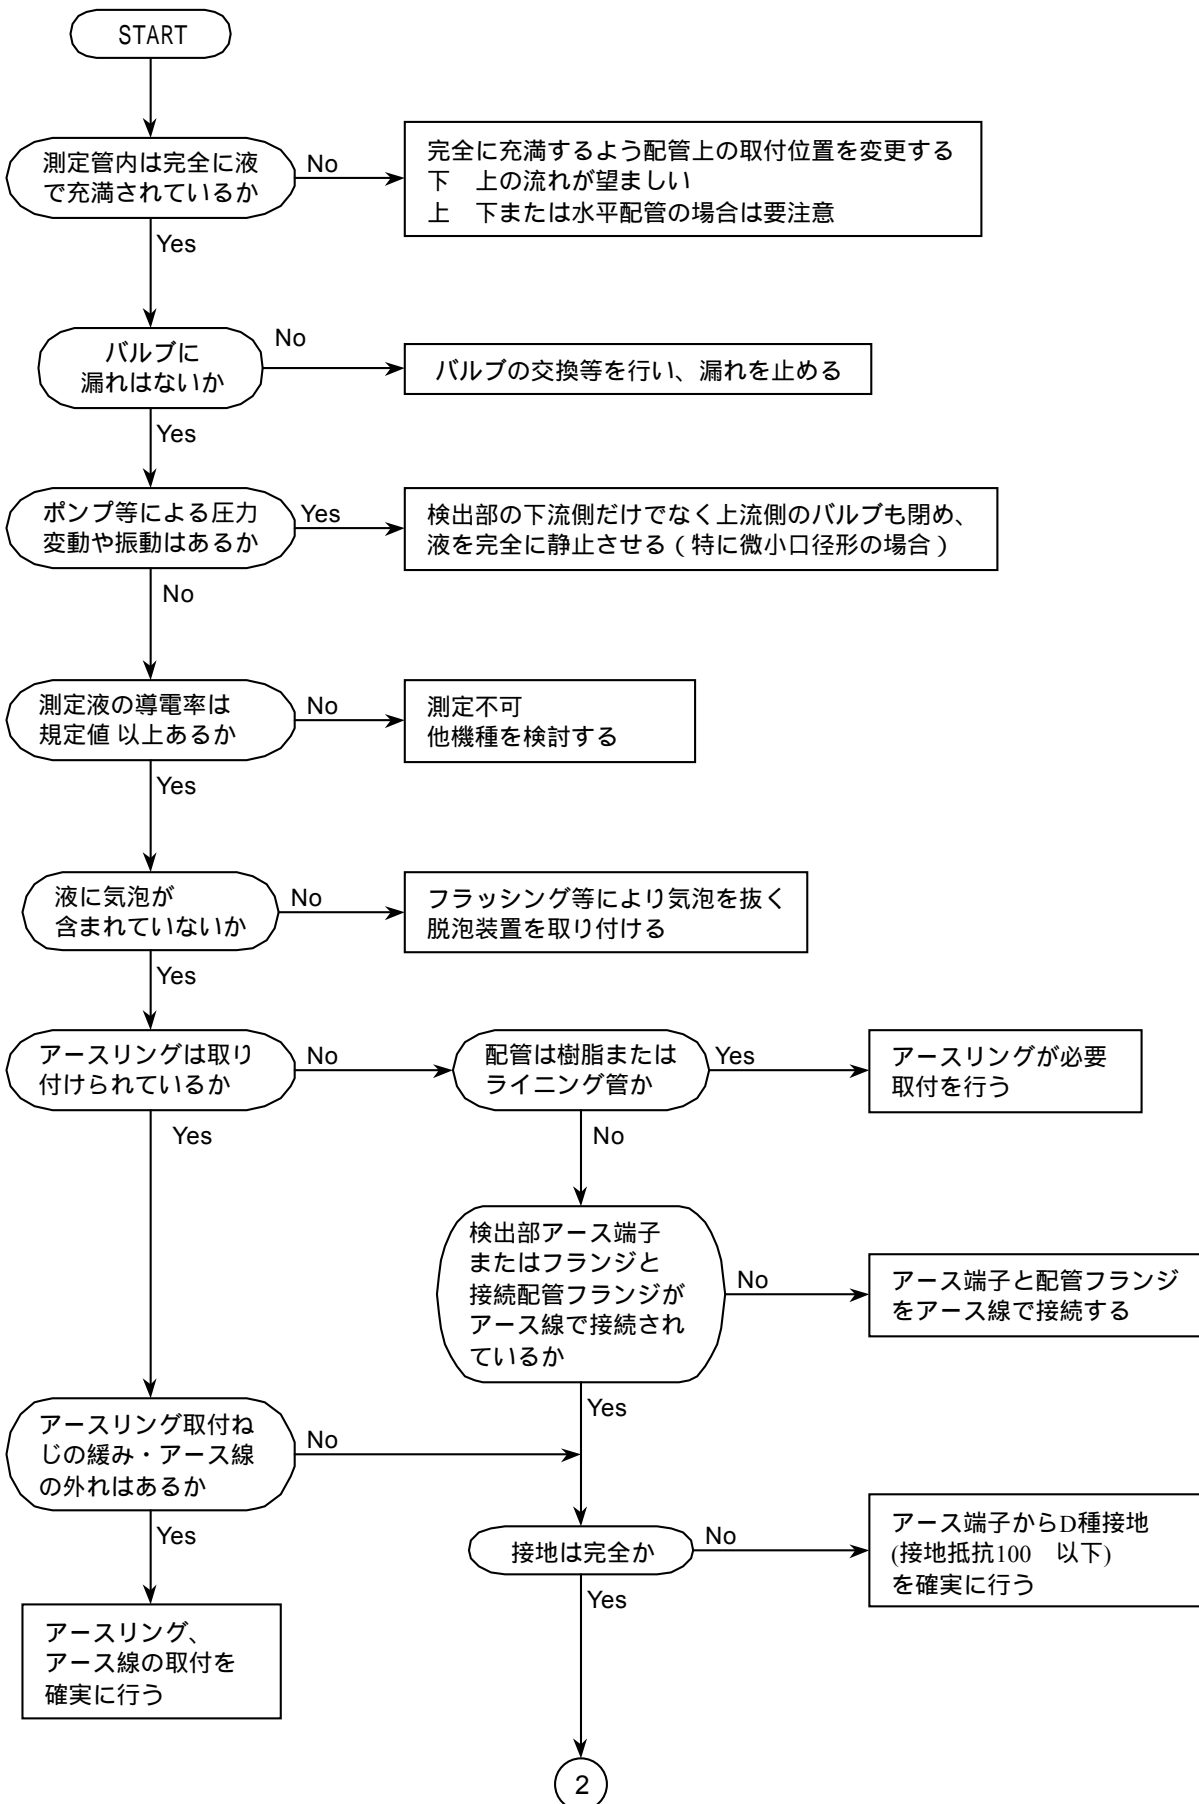 START
測定管内は完全に液
で充満されているか
No
完全に充満するよう配管上の取付位置を変更する
下　上の流れが望ましい
上　下または水平配管の場合は要注意
Yes
バルブに
漏れはないか
No
バルブの交換等を行い、漏れを止める
Yes
ポンプ等による圧力
変動や振動はあるか
Yes
検出部の下流側だけでなく上流側のバルブも閉め、
液を完全に静止させる（特に微小口径形の場合）
No
測定液の導電率は
規定値 以上あるか
No
測定不可
他機種を検討する
Yes
液に気泡が
含まれていないか
No
フラッシング等により気泡を抜く
脱泡装置を取り付ける
Yes
アースリングは取り
付けられているか
No
配管は樹脂または
ライニング管か
Yes
アースリングが必要
取付を行う
Yes
No
検出部アース端子
またはフランジと
接続配管フランジが
アース線で接続され
ているか
No
アース端子と配管フランジ
をアース線で接続する
Yes
アースリング取付ね
じの緩み・アース線
の外れはあるか
No
接地は完全か
No
アース端子からD種接地
(接地抵抗100　以下)
を確実に行う
Yes
アースリング、
アース線の取付を
確実に行う
Yes
2